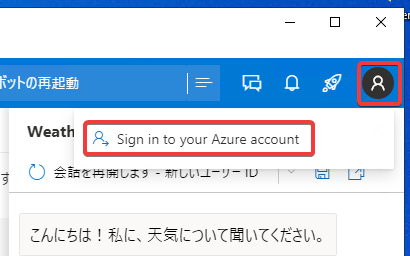 ボットの再起動
Weath
Sign in to your Azure account
会話を再開します - 新しいユーザー ID
こんにちは！私に、天気について聞いてください。